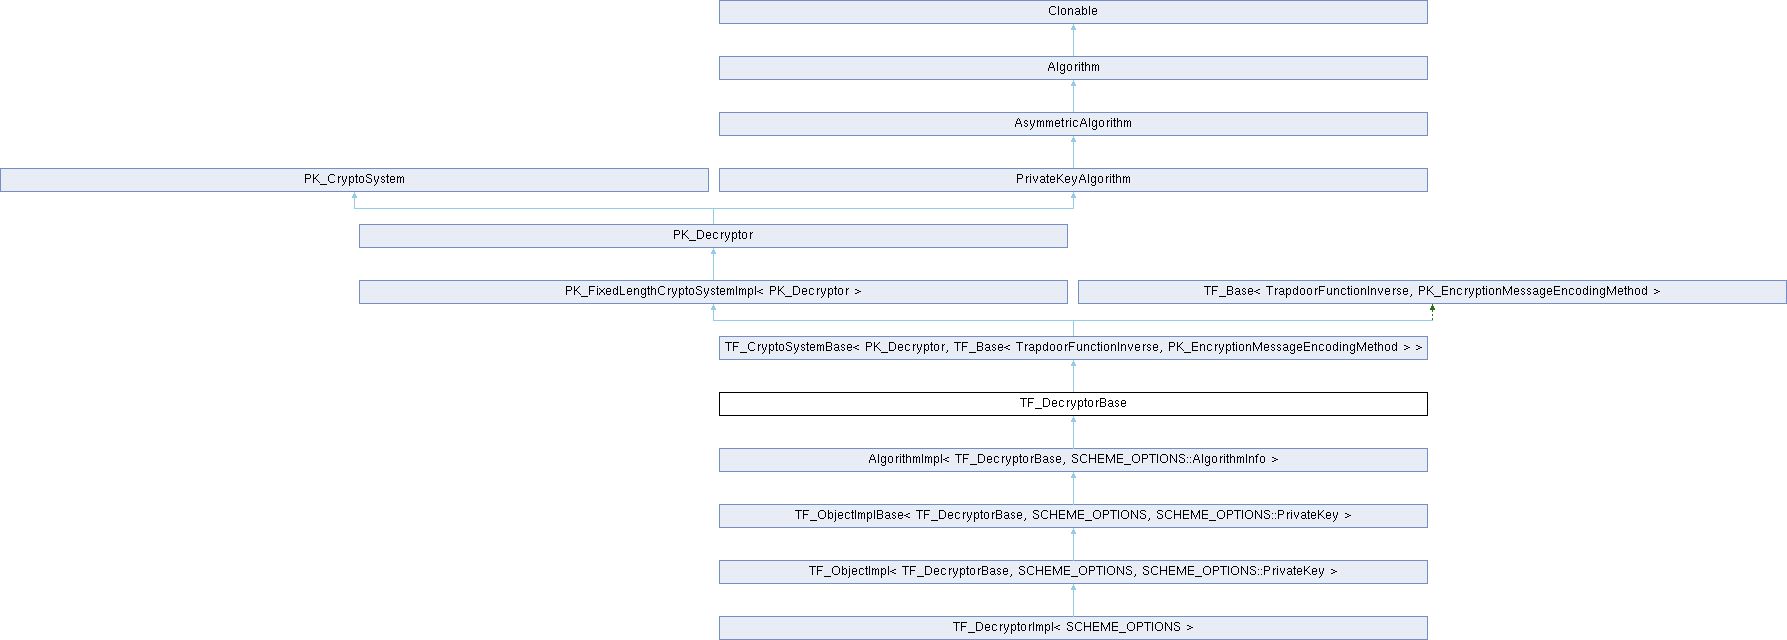 Clonable
Algorithm
AsymmetricAlgorithm
PK_CryptoSystem
PrivateKeyAlgorithm
PK_Decryptor
PK_FixedLengthCryptoSystemImpl< PK_Decryptor >
TF_Base< TrapdoorFunctionInverse, PK_EncryptionMessageEncodingMethod >
TF_CryptoSystemBase< PK_Decryptor, TF_Base< TrapdoorFunctionInverse, PK_EncryptionMessageEncodingMethod > >
TF_DecryptorBase
AlgorithmImpl< TF_DecryptorBase, SCHEME_OPTIONS::AlgorithmInfo >
TF_ObjectImplBase< TF_DecryptorBase, SCHEME_OPTIONS, SCHEME_OPTIONS::PrivateKey >
TF_ObjectImpl< TF_DecryptorBase, SCHEME_OPTIONS, SCHEME_OPTIONS::PrivateKey >
TF_DecryptorImpl< SCHEME_OPTIONS >